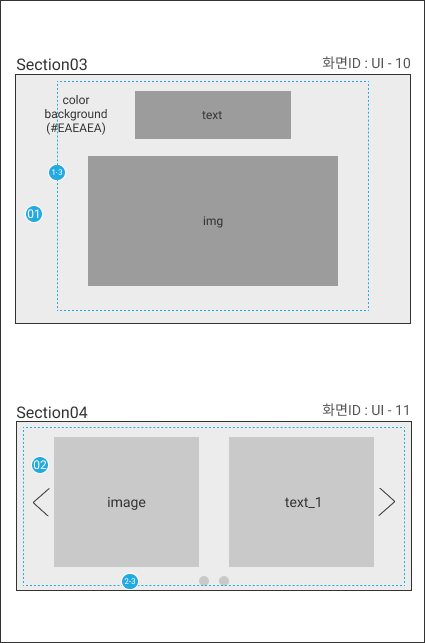 Section03
화면ID : UI - 10
color
background
(#EAEAEA)
text
1-3
01
img
Section04
화면ID : UI - 11
02
image
text_1
2-3